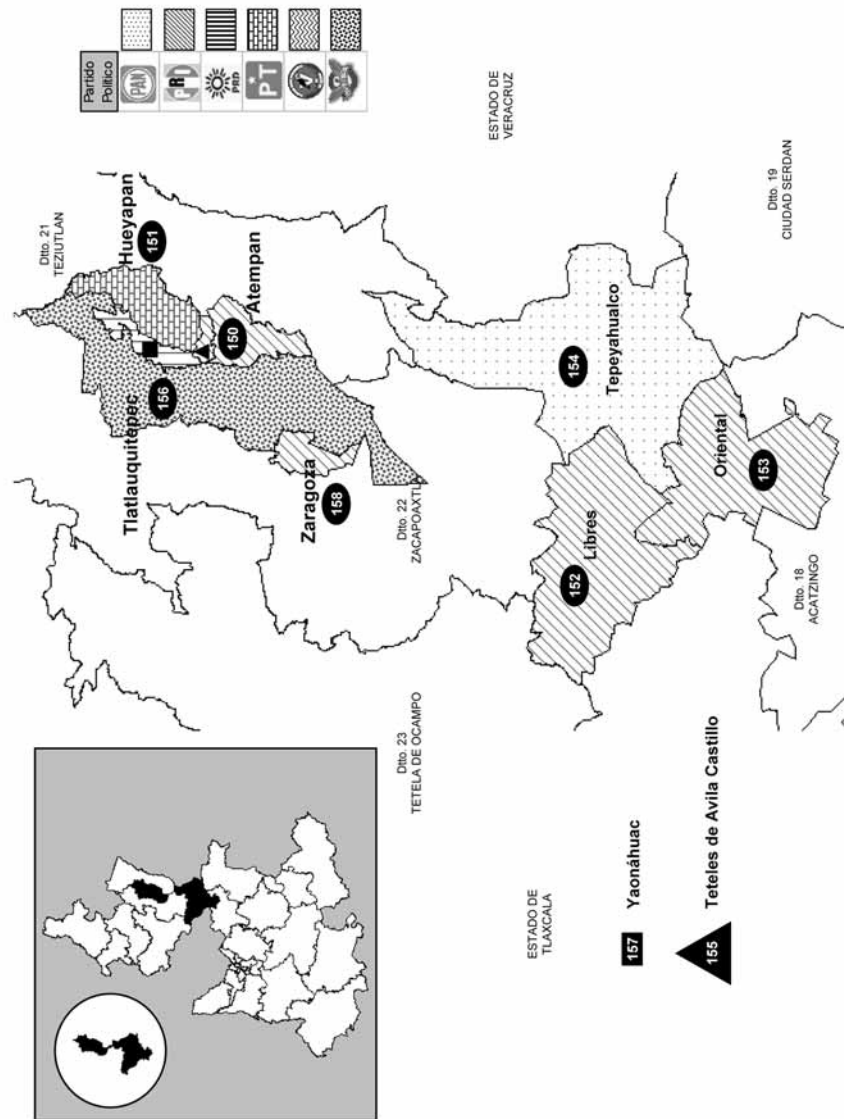 Partido
Político
PAN
PRI
PRD
PT
Dtto. 21
TEZIUTLAN
Hueyapan
151
Atempan
150
Tlatlauquitepec
156
Zaragoza
158
Dtto. 22
ZACAPOAXTLA
ESTADO DE
VERACRUZ
Dtto. 23
TETELA DE OCAMPO
154
Tepeyahualco
152
Libres
Oriental
153
Dtto. 19
CIUDAD SERDAN
Dtto. 18
ACATZINGO
ESTADO DE
TLAXCALA
157
Yaonáhuac
155
Teteles de Avila Castillo